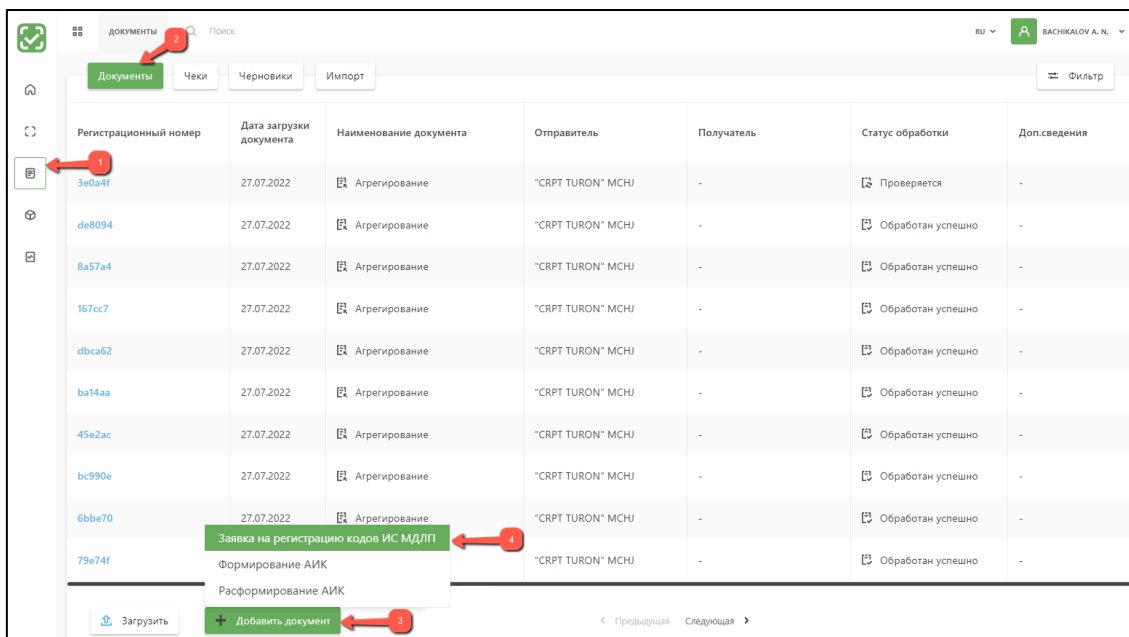 ДОКУМЕНТЫ Поиск RU A BACHIKALOV A. N.
2
Документы Чеки Черновики Импорт Фильтр
Регистрационный номер Дата загрузки документа Наименование документа Отправитель Получатель Статус обработки Доп.сведения
1
3e0a4f 27.07.2022 Агрегирование "CRPT TURON" MCHJ - Проверяется -
de8094 27.07.2022 Агрегирование "CRPT TURON" MCHJ - Обработан успешно -
8a57a4 27.07.2022 Агрегирование "CRPT TURON" MCHJ - Обработан успешно -
167cc7 27.07.2022 Агрегирование "CRPT TURON" MCHJ - Обработан успешно -
dbca62 27.07.2022 Агрегирование "CRPT TURON" MCHJ - Обработан успешно -
ba14aa 27.07.2022 Агрегирование "CRPT TURON" MCHJ - Обработан успешно -
45e2ac 27.07.2022 Агрегирование "CRPT TURON" MCHJ - Обработан успешно -
bc990e 27.07.2022 Агрегирование "CRPT TURON" MCHJ - Обработан успешно -
6bbe70 27.07.2022 Агрегирование "CRPT TURON" MCHJ - Обработан успешно -
Заявка на регистрацию кодов ИС МДЛП 4
79e74f "CRPT TURON" MCHJ - Обработан успешно -
Формирование АИК
Расформирование АИК
Загрузить + Добавить документ 3 Предыдущая Следующая